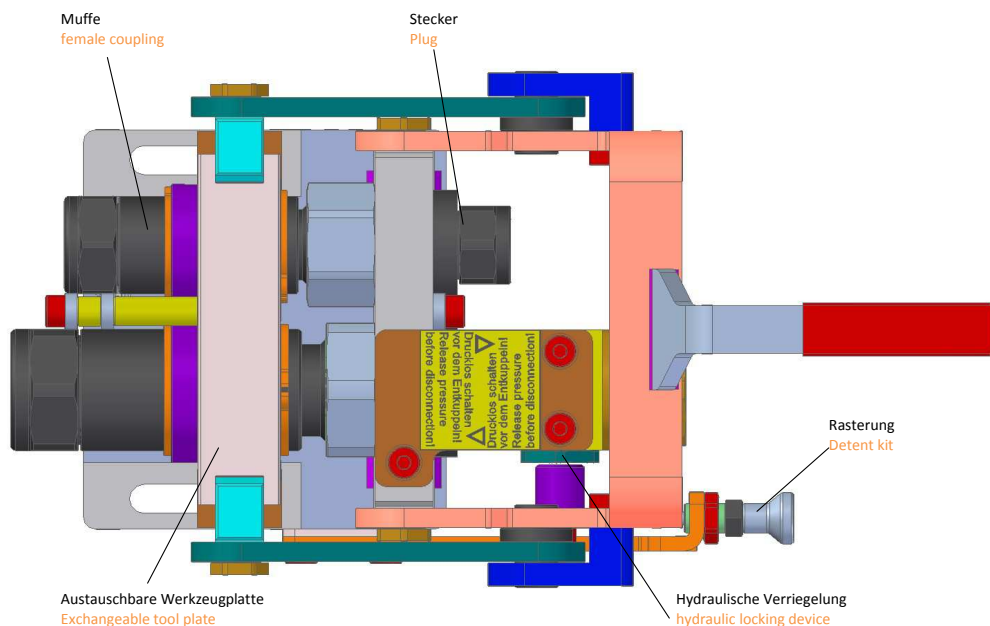 Muffe
female coupling
Stecker
Plug
Drucklos schalten
vor dem Entkuppeln!
Release pressure
before disconnection!
Drucklos schalten
vor dem Entkuppeln!
Release pressure
before disconnection!
Rasterung
Detent kit
Austauschbare Werkzeugplatte
Exchangeable tool plate
Hydraulische Verriegelung
hydraulic locking device